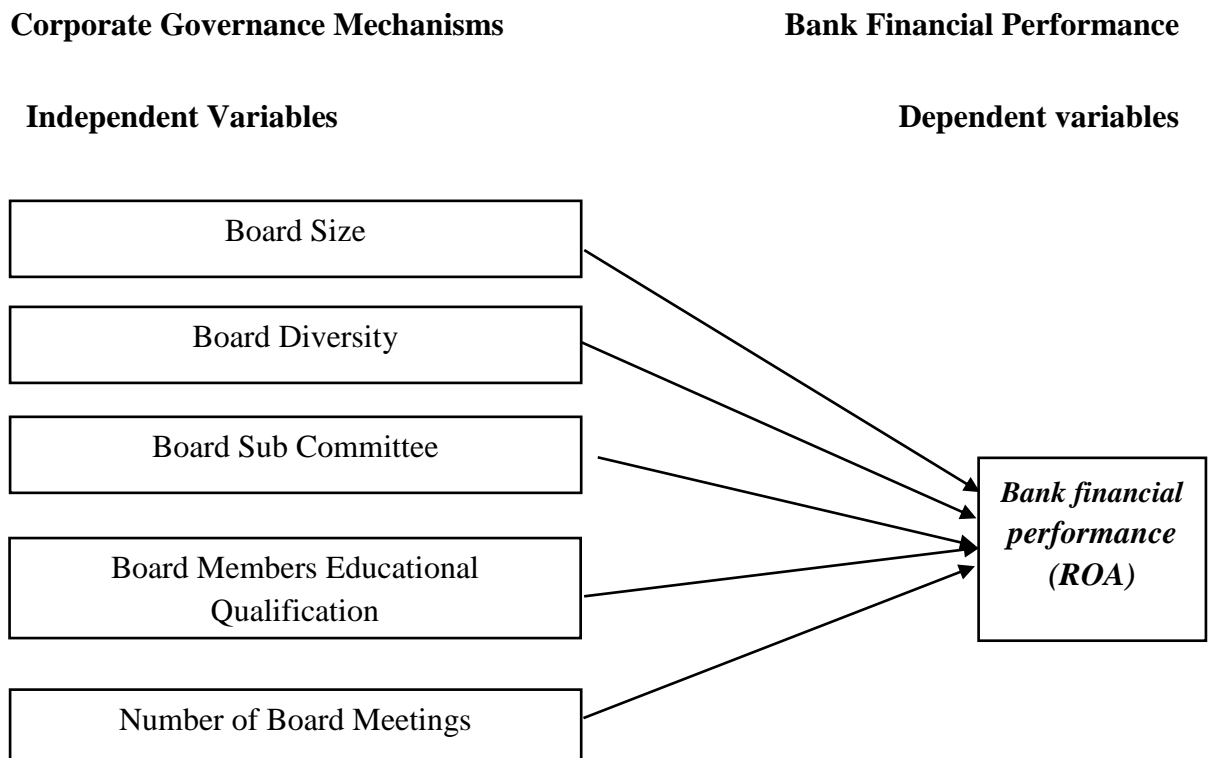 Corporate Governance Mechanisms
Bank Financial Performance
Independent Variables
Dependent variables
Board Size
Board Diversity
Board Sub Committee
Board Members Educational
Qualification
Number of Board Meetings
Bank financial
performance
(ROA)